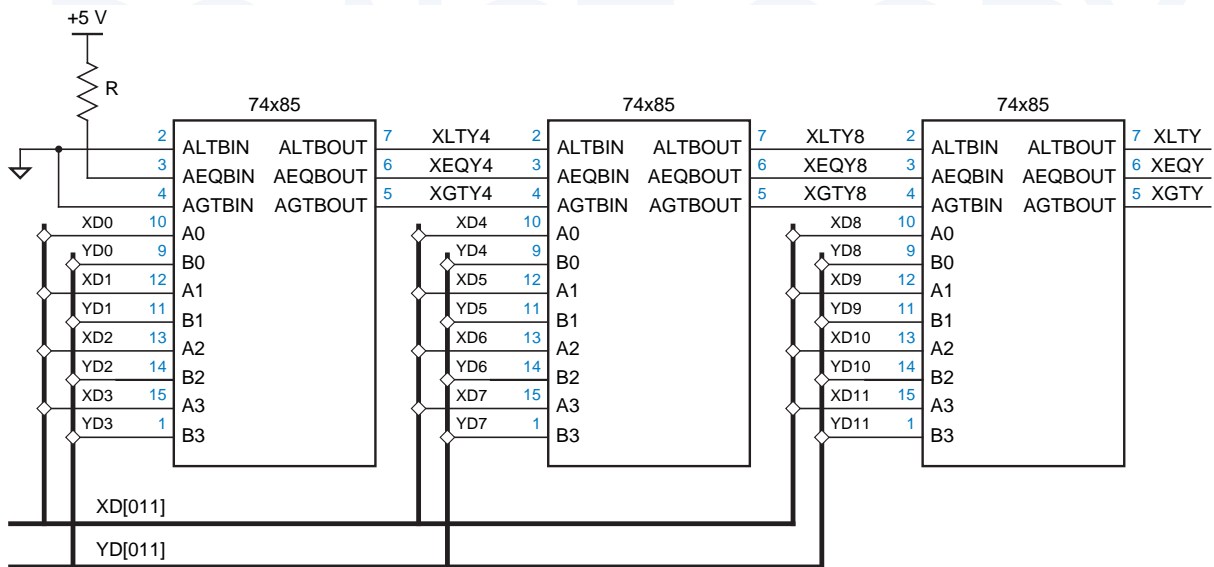 +5 V
R
74x85 74x85 74x85
2 ALTBIN ALTBOUT 7 XLTY4 2 ALTBIN ALTBOUT 7 XLTY8 2 ALTBIN ALTBOUT 7 XLTY
3 AEQBIN AEQBOUT 6 XEQY4 3 AEQBIN AEQBOUT 6 XEQY8 3 AEQBIN AEQBOUT 6 XEQY
4 AGTBIN AGTBOUT 5 XGTY4 4 AGTBIN AGTBOUT 5 XGTY8 4 AGTBIN AGTBOUT 5 XGTY
XD0 10 A0 XD4 10 A0 XD8 10 A0
YD0 9 B0 YD4 9 B0 YD8 9 B0
XD1 12 A1 XD5 12 A1 XD9 12 A1
YD1 11 B1 YD5 11 B1 YD9 11 B1
XD2 13 A2 XD6 13 A2 XD10 13 A2
YD2 14 B2 YD6 14 B2 YD10 14 B2
XD3 15 A3 XD7 15 A3 XD11 15 A3
YD3 1 B3 YD7 1 B3 YD11 1 B3
XD[011]
YD[011]